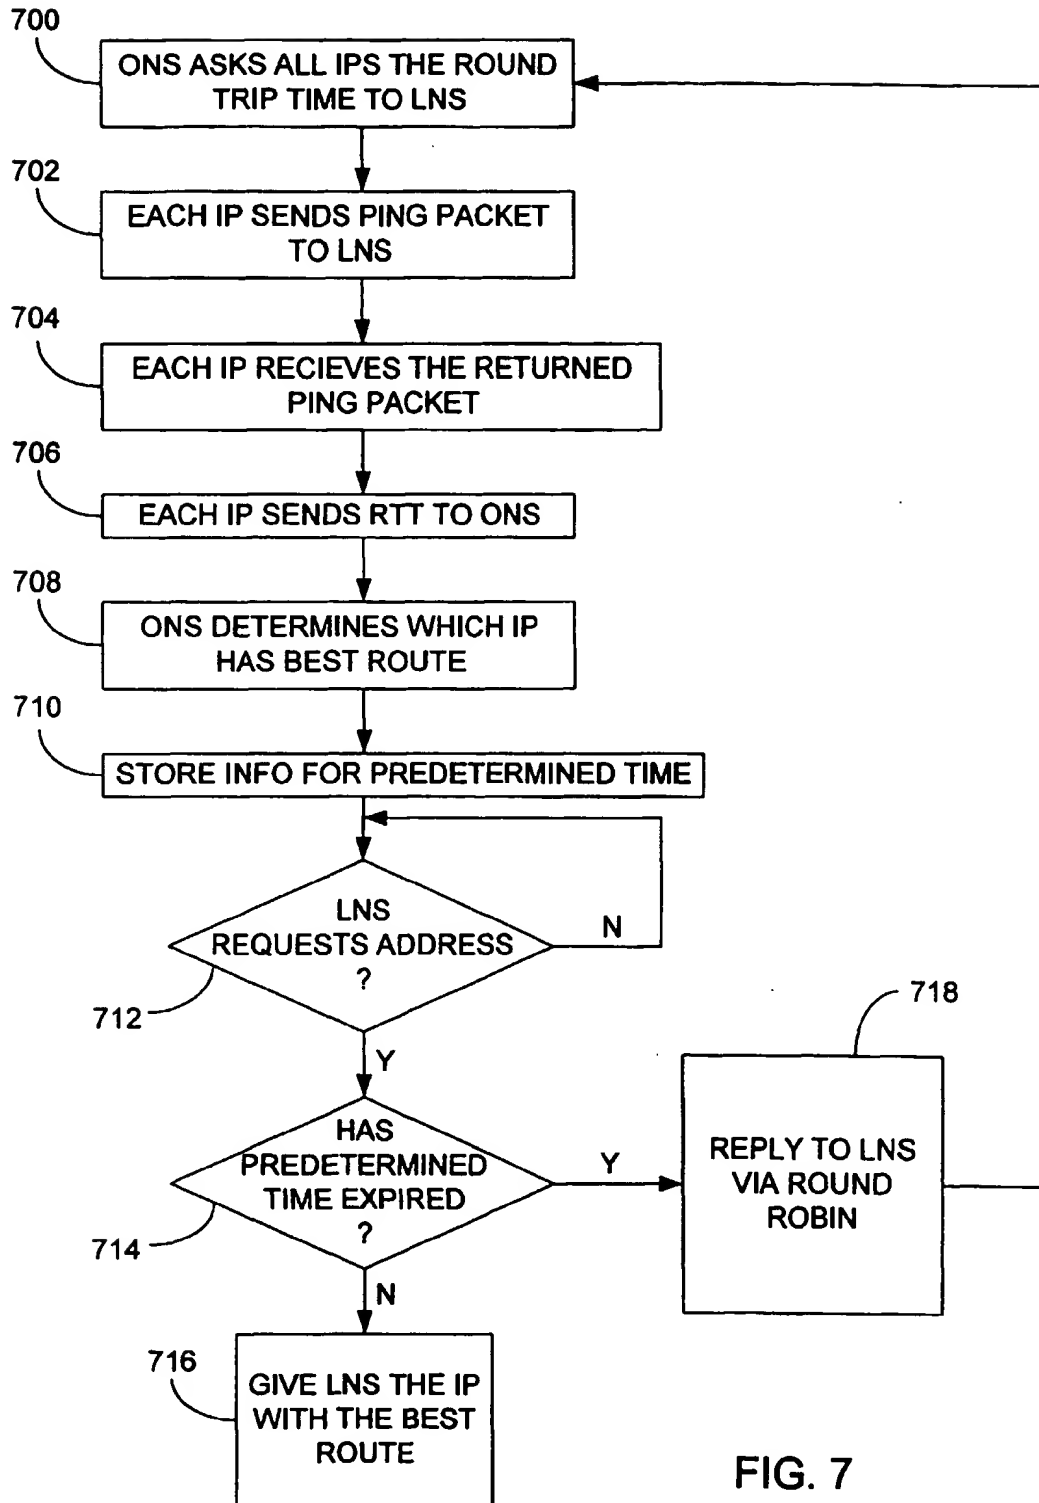 700
ONS ASKS ALL IPS THE ROUND
TRIP TIME TO LNS
702
EACH IP SENDS PING PACKET
TO LNS
704
EACH IP RECIEVES THE RETURNED
PING PACKET
706
EACH IP SENDS RTT TO ONS
708
ONS DETERMINES WHICH IP
HAS BEST ROUTE
710
STORE INFO FOR PREDETERMINED TIME
LNS
REQUESTS ADDRESS
?
N
712
Y
HAS
PREDETERMINED
TIME EXPIRED
?
Y
714
N
718
REPLY TO LNS
VIA ROUND
ROBIN
716
GIVE LNS THE IP
WITH THE BEST
ROUTE
FIG. 7